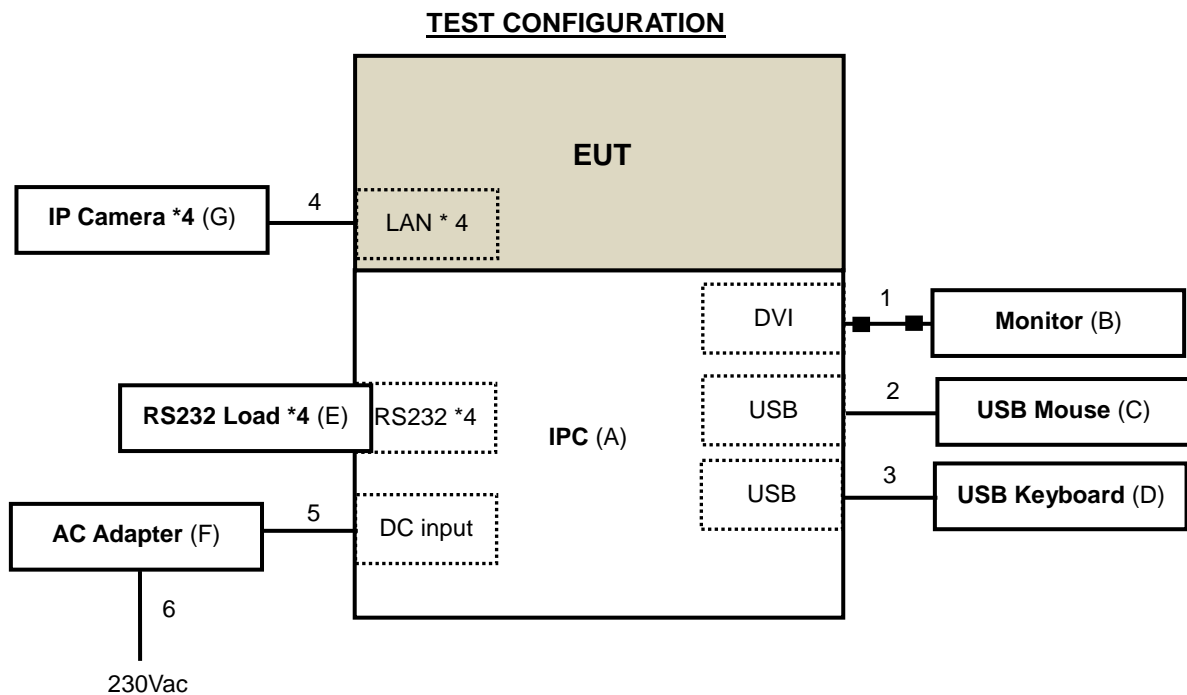 TEST CONFIGURATION
EUT
IP Camera *4 (G)
4
LAN * 4
DVI
1
Monitor (B)
RS232 Load *4 (E)
RS232 *4
IPC (A)
USB
2
USB Mouse (C)
USB
3
USB Keyboard (D)
AC Adapter (F)
5
DC input
6
230Vac